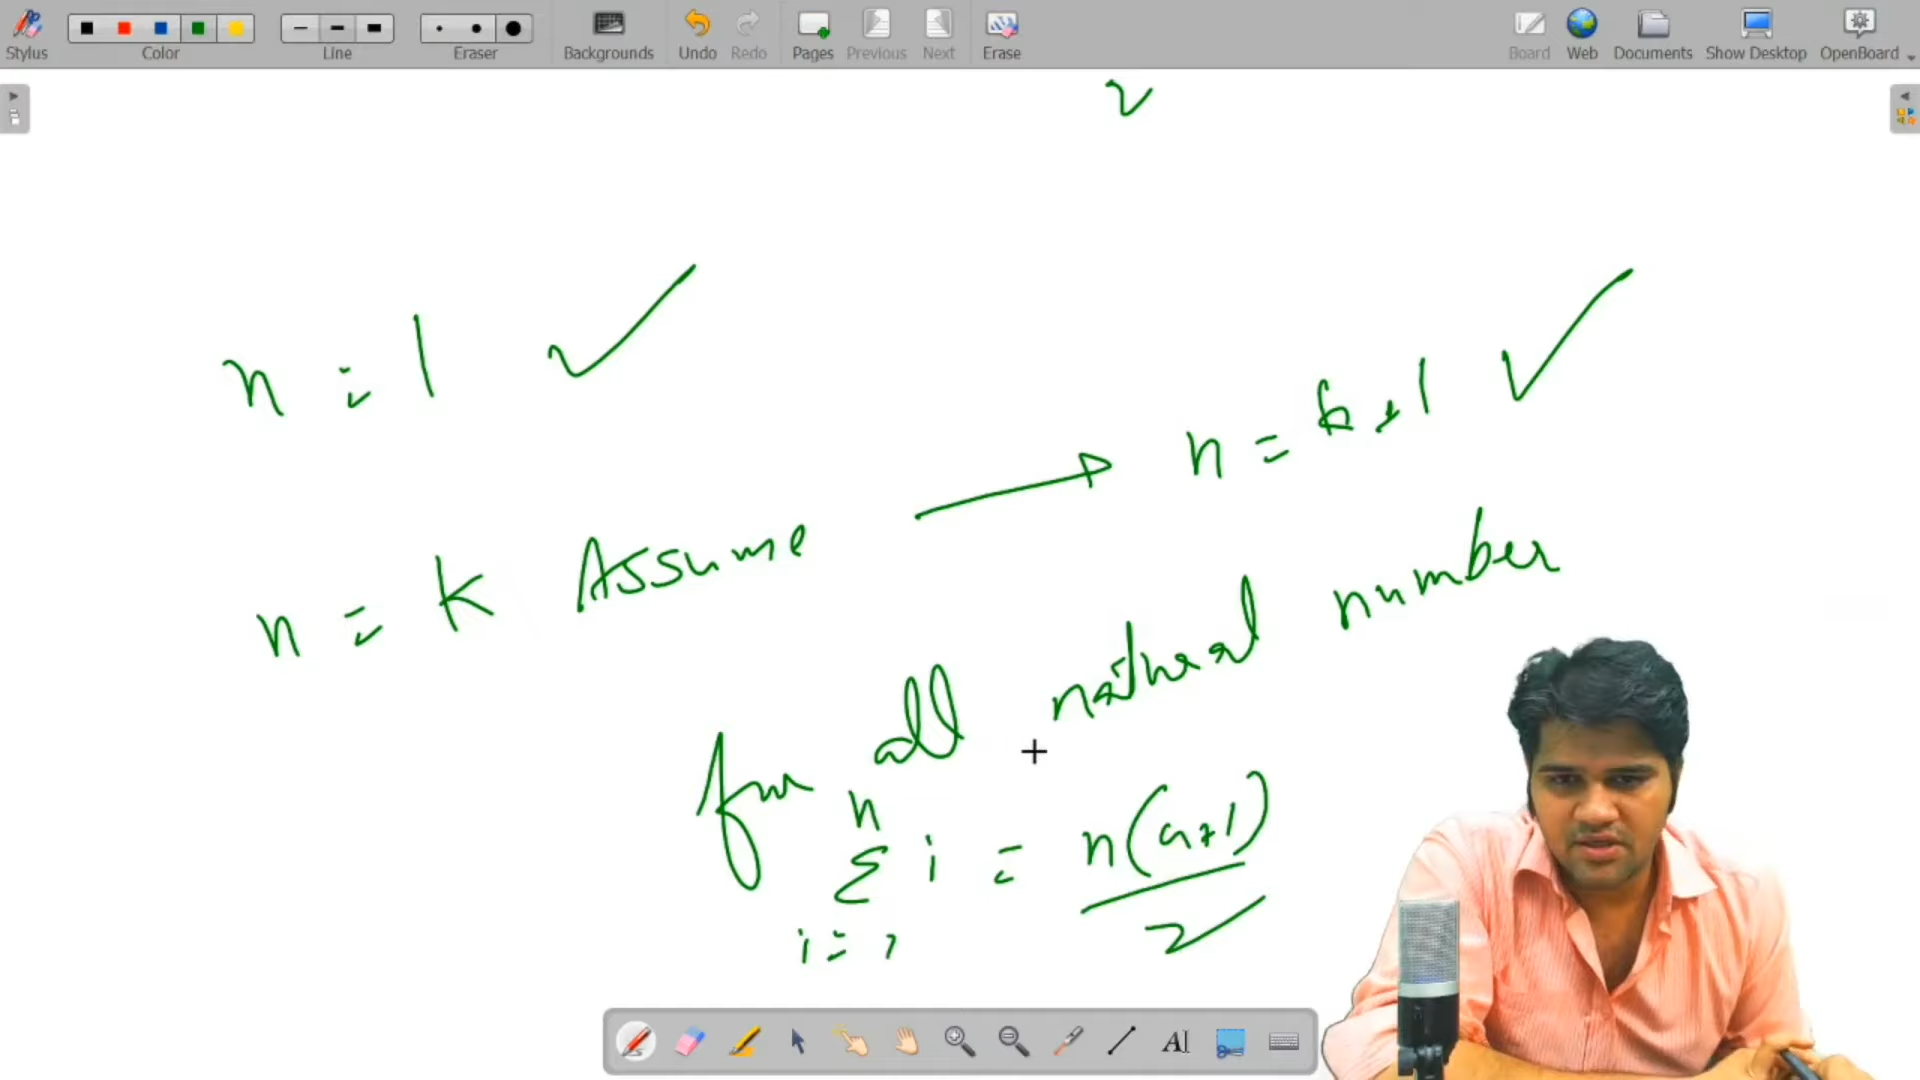 Stylus Color Line Eraser Backgrounds Undo Redo Pages Previous Next Erase Board Web Documents Show Desktop OpenBoard
2
n = 1 ✓
n = k+1 ✓
n = k Assume →
for all natural number
n
Σ i = n(n+1)
i = 1 2
AI